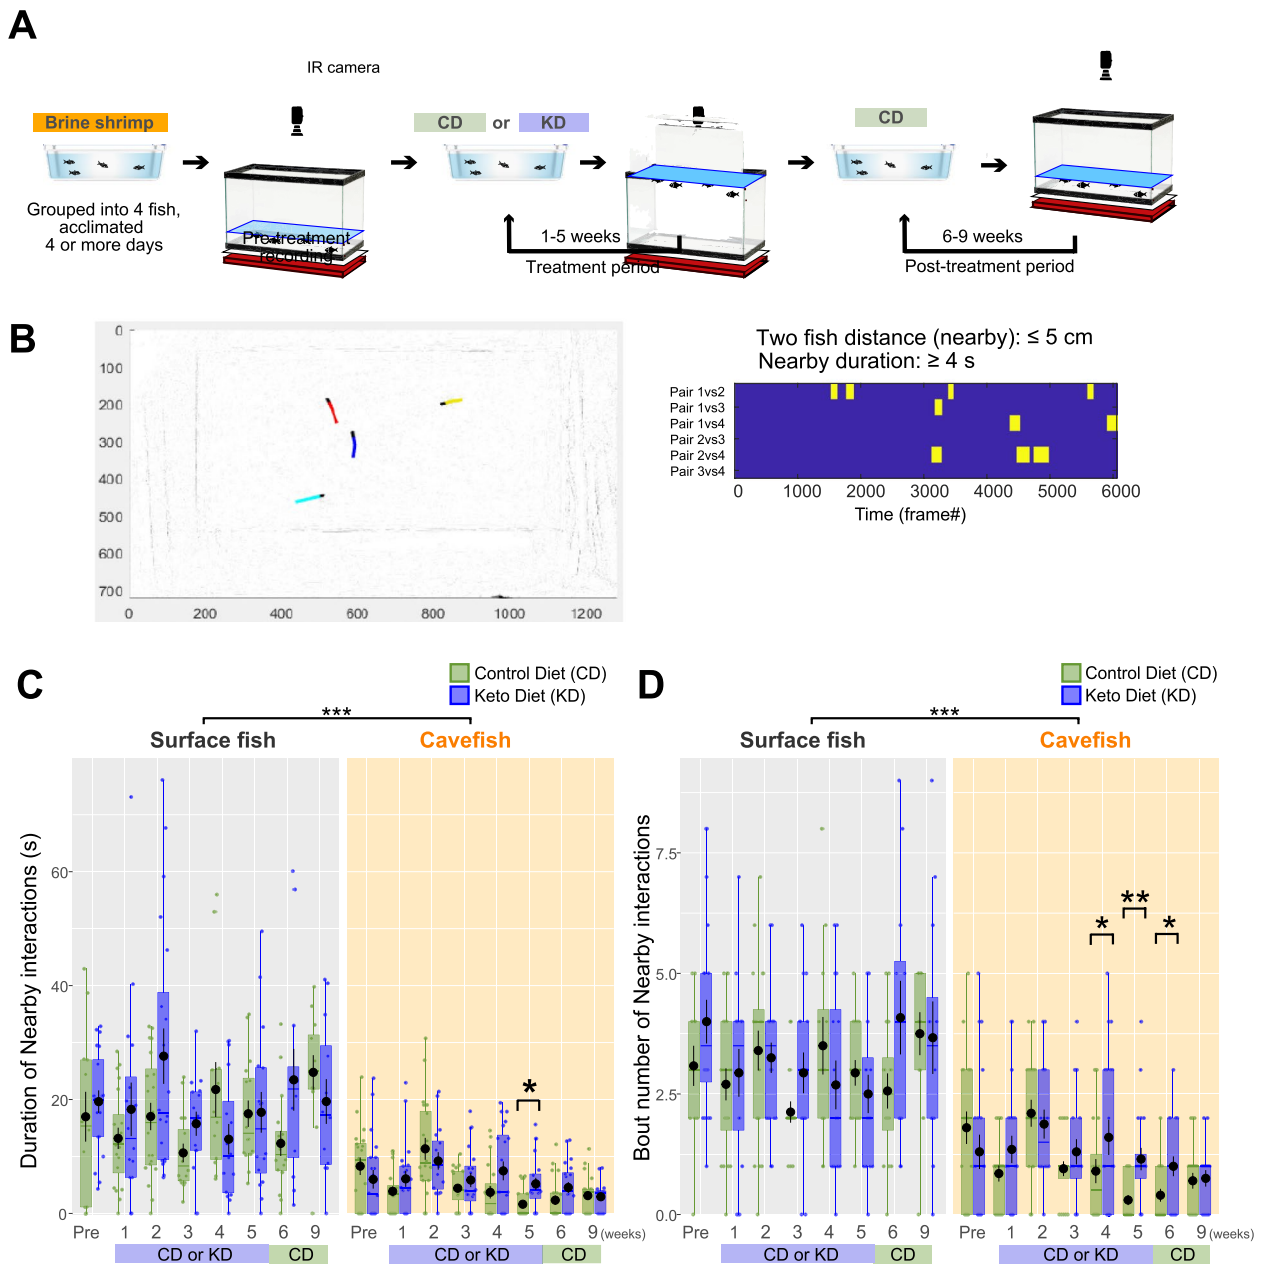 A
IR camera
Brine shrimp
CD or KD
CD
Grouped into 4 fish,
acclimated
4 or more days
Pre-treatment
recording
1-5 weeks
Treatment period
6-9 weeks
Post-treatment period
B
0
100
200
300
400
500
600
700
0 200 400 600 800 1000 1200
Two fish distance (nearby): ≤ 5 cm
Nearby duration: ≥ 4 s
Pair 1vs2
Pair 1vs3
Pair 1vs4
Pair 2vs3
Pair 2vs4
Pair 3vs4
0 1000 2000 3000 4000 5000 6000
Time (frame#)
C
Control Diet (CD)
Keto Diet (KD)
***
Surface fish Cavefish
Duration of Nearby interactions (s)
60
40
20
0
*
Pre 1 2 3 4 5 6 9 Pre 1 2 3 4 5 6 9 (weeks)
CD or KD CD CD or KD CD
D
Control Diet (CD)
Keto Diet (KD)
***
Surface fish Cavefish
Bout number of Nearby interactions
7.5
5.0
2.5
0.0
* ** *
Pre 1 2 3 4 5 6 9 Pre 1 2 3 4 5 6 9 (weeks)
CD or KD CD CD or KD CD